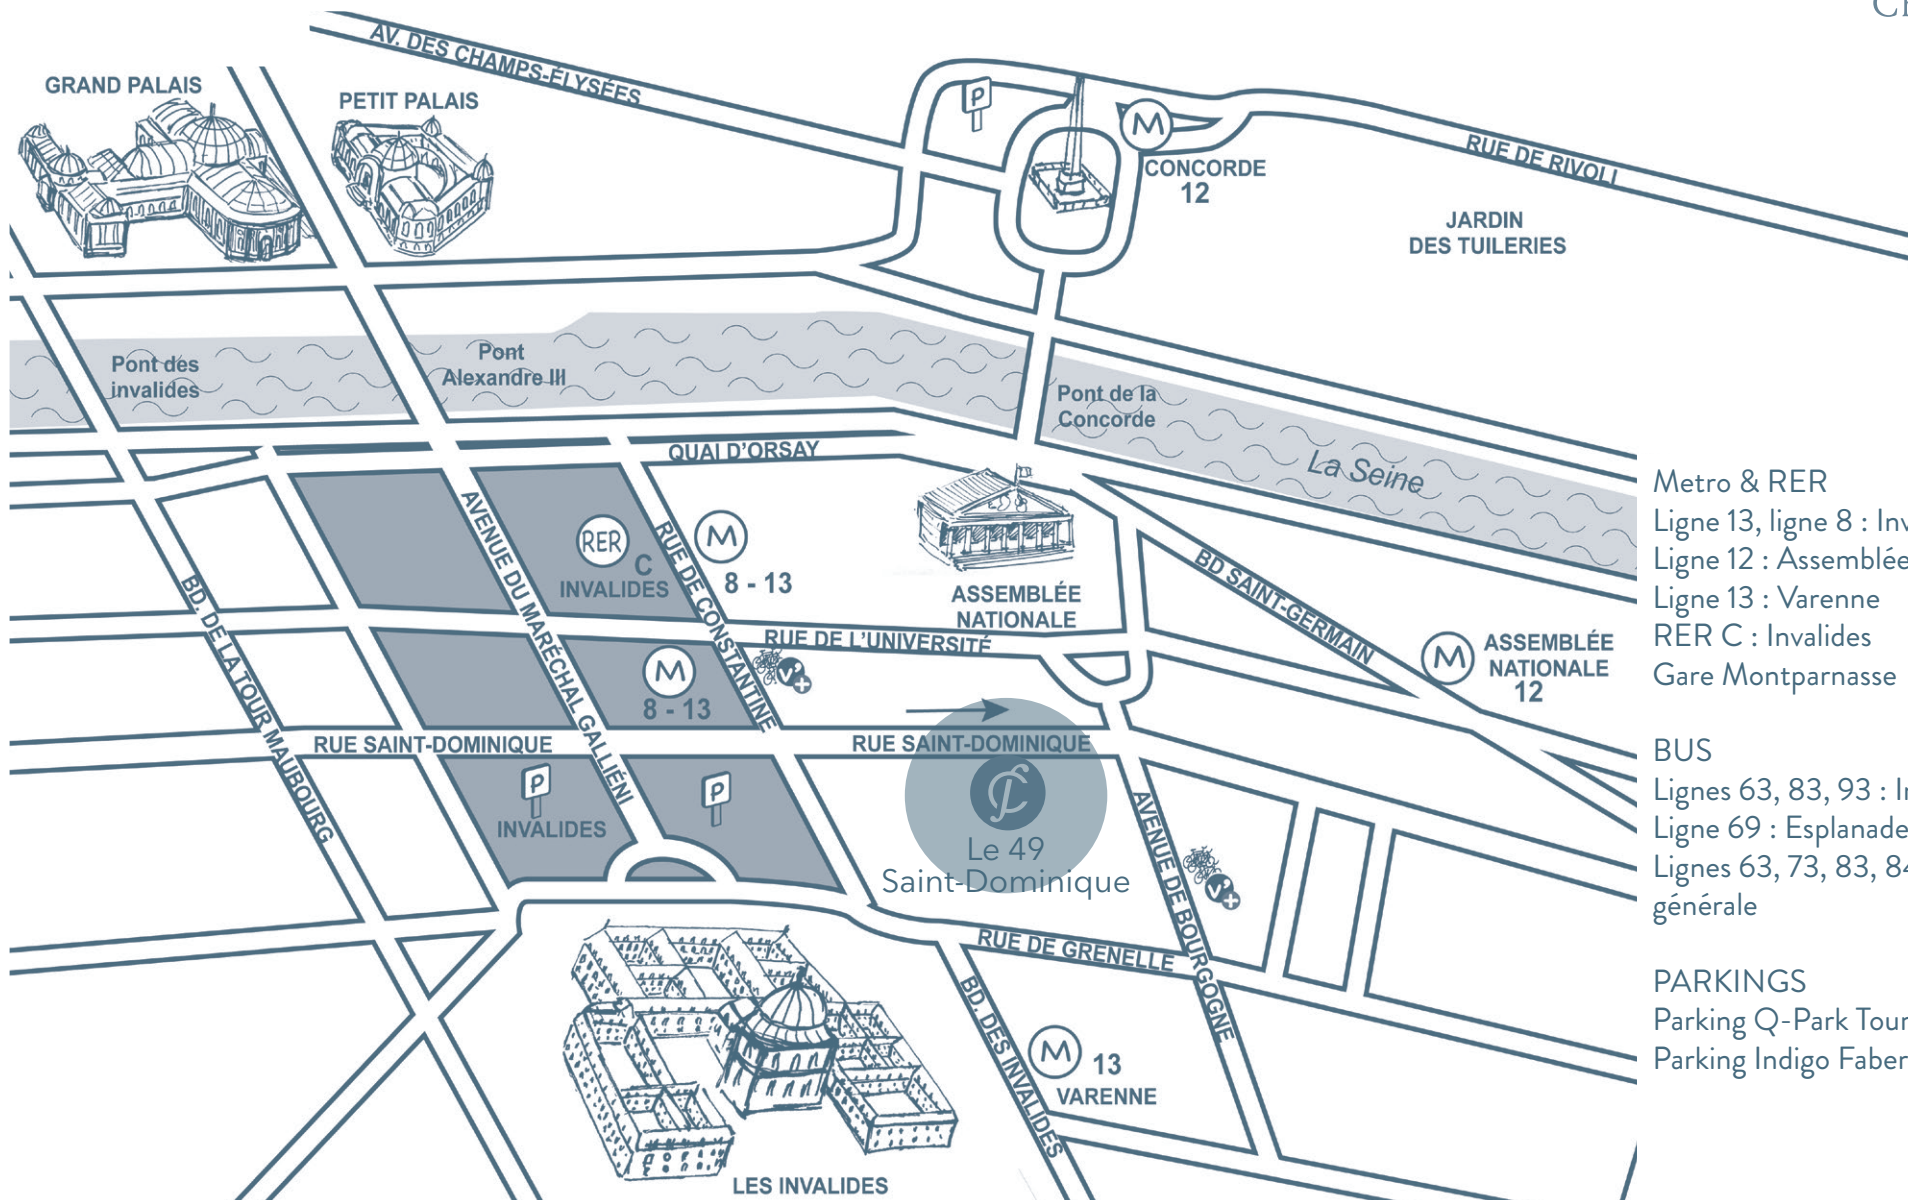 AV. DES CHAMPS-ÉLYSÉES
GRAND PALAIS
PETIT PALAIS
P
M
CONCORDE
12
RUE DE RIVOLI
JARDIN
DES TUILERIES
Pont des
invalides
Pont
Alexandre III
Pont de la
Concorde
La Seine
QUAI D'ORSAY
AVENUE DU MARÉCHAL GALLIÉNI
RER
C
INVALIDES
RUE DE CONSTANTINE
M
8 - 13
ASSEMBLÉE
NATIONALE
BD SAINT-GERMAIN
BD. DE LA TOUR MAUBOURG
RUE DE L'UNIVERSITÉ
M
8 - 13
V
+
M
ASSEMBLÉE
NATIONALE
12
RUE SAINT-DOMINIQUE
RUE SAINT-DOMINIQUE
P
INVALIDES
P
Le 49
Saint-Dominique
AVENUE DE BOURGOGNE
V
+
RUE DE GRENELLE
BD. DES INVALIDES
M
13
VARENNE
LES INVALIDES
Metro & RER
Ligne 13, ligne 8 :
Ligne 12 : Assemblée
Ligne 13 : Varenne
RER C : Invalides
Gare Montparnasse
BUS
Lignes 63, 83, 93 :
Ligne 69 : Esplanade
Lignes 63, 73, 83, 84
générale
PARKINGS
Parking Q-Park Tour
Parking Indigo Faber